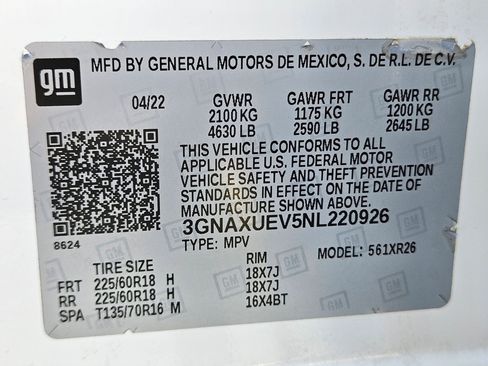 gm
MFD BY GENERAL MOTORS DE MEXICO, S. DE R.L. DE C.V.
04/22 GVWR GAWR FRT GAWR RR
2100 KG 1175 KG 1200 KG
4630 LB 2590 LB 2645 LB
THIS VEHICLE CONFORMS TO ALL
APPLICABLE U.S. FEDERAL MOTOR
VEHICLE SAFETY AND THEFT PREVENTION
STANDARDS IN EFFECT ON THE DATE OF
MANUFACTURE SHOWN ABOVE.
3GNAXUEV5NL220926
8624
TYPE: MPV MODEL: 561XR26
TIRE SIZE RIM
FRT 225/60R18 H 18X7J
RR 225/60R18 H 18X7J
SPA T135/70R16 M 16X4BT